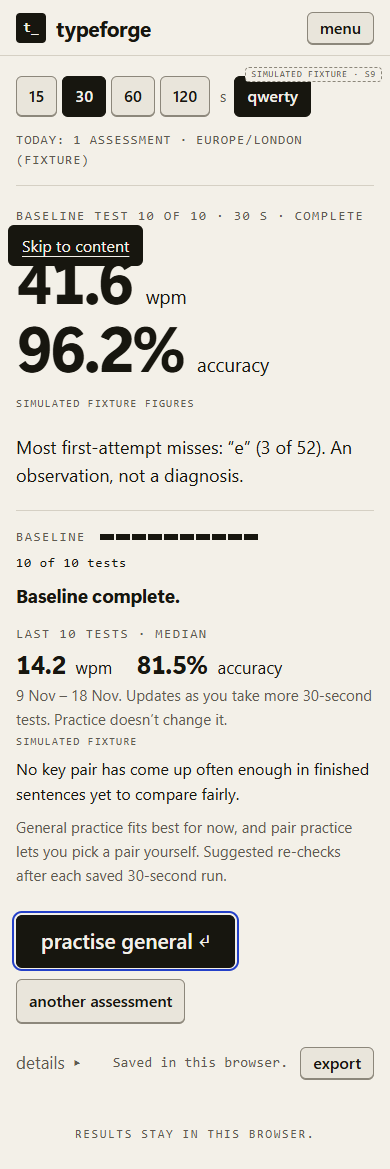 t_ typeforge menu
SIMULATED FIXTURE · S9
15 30 60 120 s qwerty
TODAY: 1 ASSESSMENT · EUROPE/LONDON
(FIXTURE)
BASELINE TEST 10 OF 10 · 30 S · COMPLETE
Skip to content
41.6 wpm
96.2% accuracy
SIMULATED FIXTURE FIGURES
Most first-attempt misses: “e” (3 of 52). An
observation, not a diagnosis.
BASELINE
10 of 10 tests
Baseline complete.
LAST 10 TESTS · MEDIAN
14.2 wpm 81.5% accuracy
9 Nov – 18 Nov. Updates as you take more 30-second
tests. Practice doesn’t change it.
SIMULATED FIXTURE
No key pair has come up often enough in finished
sentences yet to compare fairly.
General practice fits best for now, and pair practice
lets you pick a pair yourself. Suggested re-checks
after each saved 30-second run.
practise general ↵
another assessment
details ▸ Saved in this browser. export
RESULTS STAY IN THIS BROWSER.